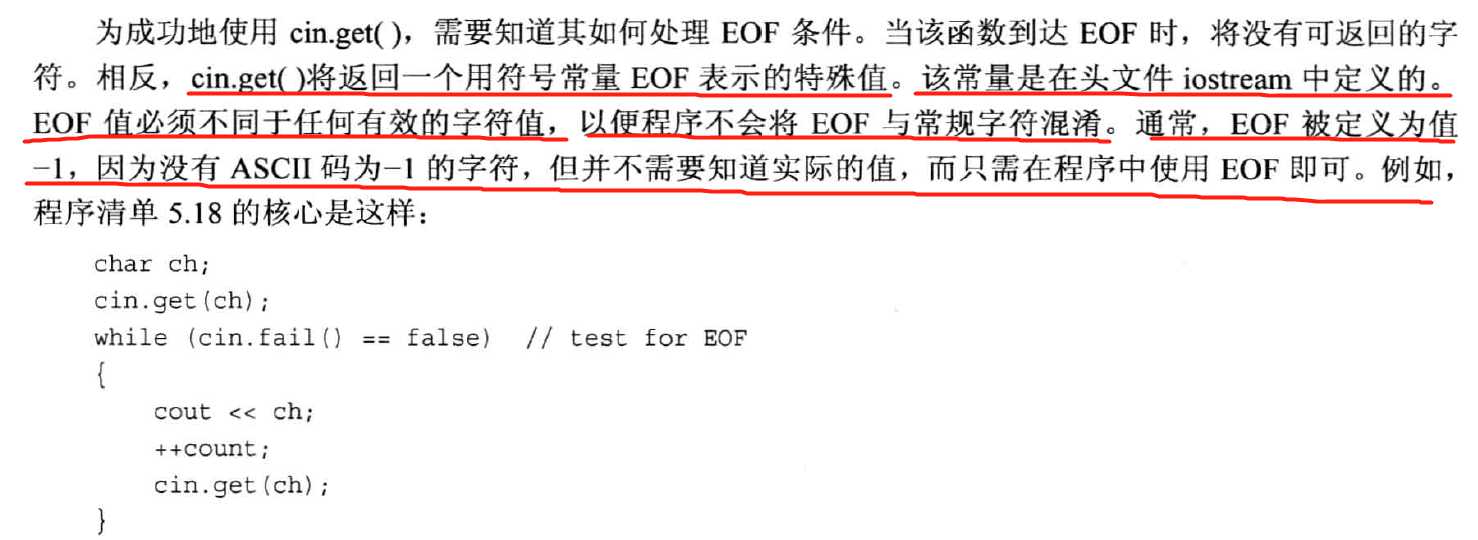 为成功地使用 cin.get( )，需要知道其如何处理 EOF 条件。当该函数到达 EOF 时，将没有可返回的字
符。相反，cin.get( )将返回一个用符号常量 EOF 表示的特殊值。该常量是在头文件 iostream 中定义的。
EOF 值必须不同于任何有效的字符值，以便程序不会将 EOF 与常规字符混淆。通常，EOF 被定义为值
−1，因为没有 ASCII 码为−1 的字符，但并不需要知道实际的值，而只需在程序中使用 EOF 即可。例如，
程序清单 5.18 的核心是这样：
char ch;
cin.get(ch);
while (cin.fail() == false)  // test for EOF
{
    cout << ch;
    ++count;
    cin.get(ch);
}